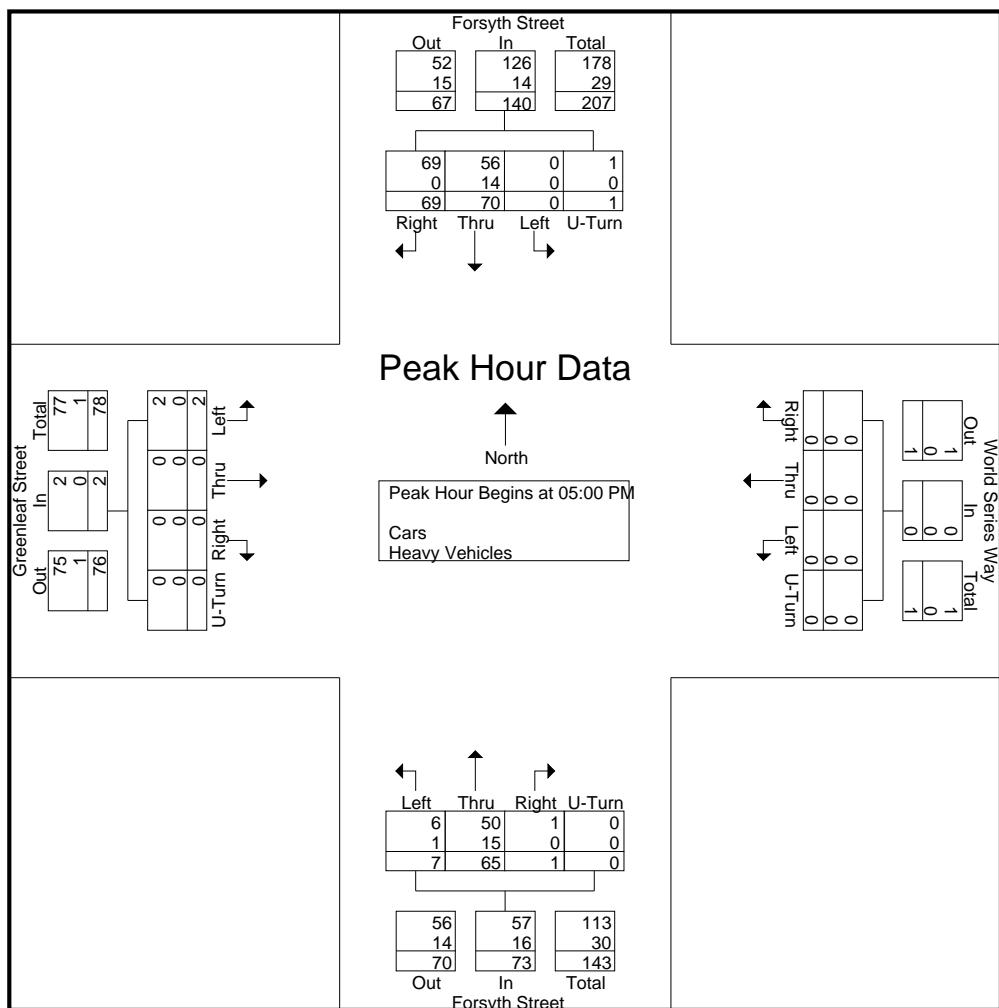 Forsyth Street
Out In Total
52 126 178
15 14 29
67 140 207
69 56 0 1
0 14 0 0
69 70 0 1
Right Thru Left U-Turn
Peak Hour Data
North
Peak Hour Begins at 05:00 PM
Cars
Heavy Vehicles
Greenleaf Street
Out In Total
75 2 77
1 0 1
76 2 78
U-Turn Right Thru Left
0 0 0 2
0 0 0 0
0 0 0 2
World Series Way
Out In Total
1 0 1
0 0 0
1 0 1
Right Thru Left U-Turn
0 0 0 0
0 0 0 0
0 0 0 0
Left Thru Right U-Turn
6 50 1 0
1 15 0 0
7 65 1 0
56 57 113
14 16 30
70 73 143
Out In Total
Forsyth Street